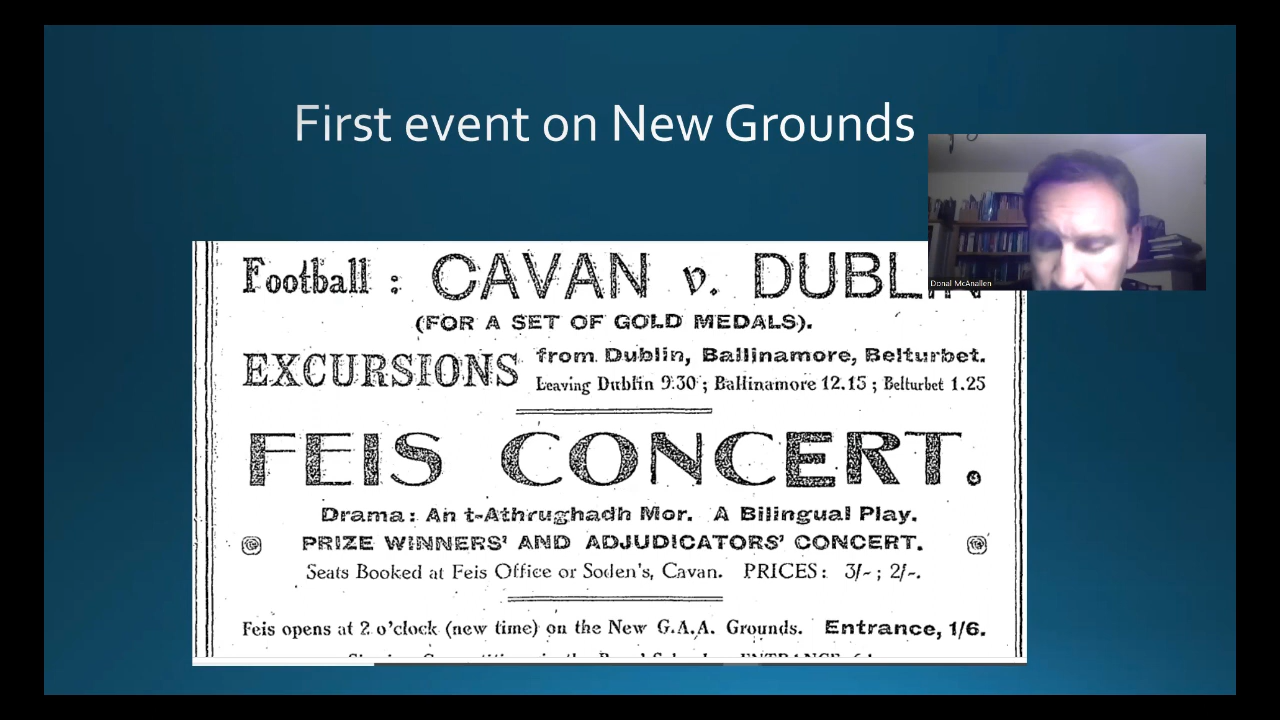 First event on New Grounds
Donal McAnallen
Football : CAVAN v. DUBLIN
(FOR A SET OF GOLD MEDALS).
EXCURSIONS from Dublin, Ballinamore, Belturbet.
Leaving Dublin 9.30 ; Ballinamore 12.15 ; Belturbet 1.25
FEIS CONCERT.
Drama: An t-Athrughadh Mor. A Bilingual Play.
PRIZE WINNERS' AND ADJUDICATORS' CONCERT.
Seats Booked at Feis Office or Soden's, Cavan. PRICES: 3/-; 2/-.
Feis opens at 2 o'clock (new time) on the New G.A.A. Grounds. Entrance, 1/6.